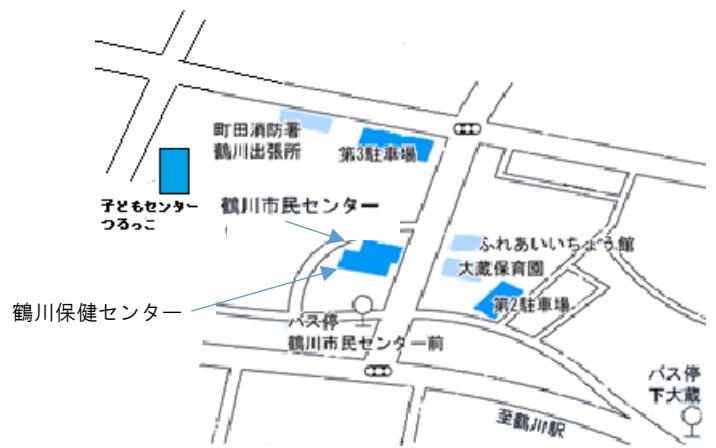 町田消防署
鶴川出張所
第3駐車場
子どもセンター
つるっこ
鶴川市民センター
ふれあいいちょう館
大蔵保育園
第2駐車場
鶴川保健センター
バス停
鶴川市民センター前
バス停
下大蔵
至鶴川駅